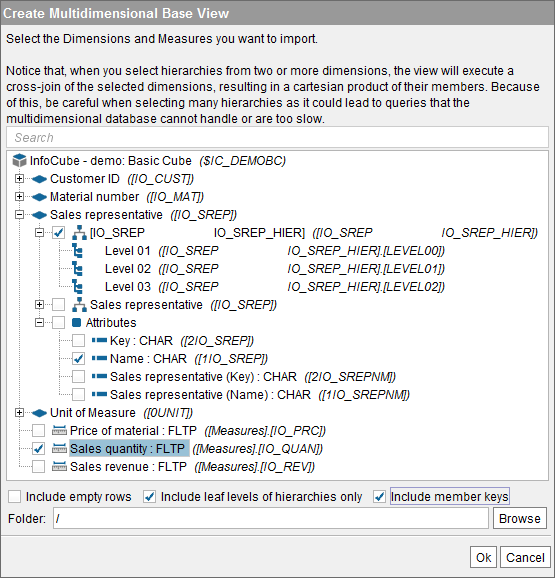 Create Multidimensional Base View
Select the Dimensions and Measures you want to import.
Notice that, when you select hierarchies from two or more dimensions, the view will execute a
cross-join of the selected dimensions, resulting in a cartesian product of their members. Because
of this, be careful when selecting many hierarchies as it could lead to queries that the
multidimensional database cannot handle or are too slow.
Search
InfoCube - demo: Basic Cube ($IC_DEMOBC)
Customer ID ([IO_CUST])
Material number ([IO_MAT])
Sales representative ([IO_SREP])
[IO_SREP IO_SREP_HIER] ([IO_SREP IO_SREP_HIER])
Level 01 ([IO_SREP IO_SREP_HIER].[LEVEL00])
Level 02 ([IO_SREP IO_SREP_HIER].[LEVEL01])
Level 03 ([IO_SREP IO_SREP_HIER].[LEVEL02])
Sales representative ([IO_SREP])
Attributes
Key : CHAR ([2IO_SREP])
Name : CHAR ([1IO_SREP])
Sales representative (Key) : CHAR ([2IO_SREPNM])
Sales representative (Name) : CHAR ([1IO_SREPNM])
Unit of Measure ([0UNIT])
Price of material : FLTP ([Measures].[IO_PRC])
Sales quantity : FLTP ([Measures].[IO_QUAN])
Sales revenue : FLTP ([Measures].[IO_REV])
Include empty rows Include leaf levels of hierarchies only Include member keys
Folder: / Browse
Ok Cancel